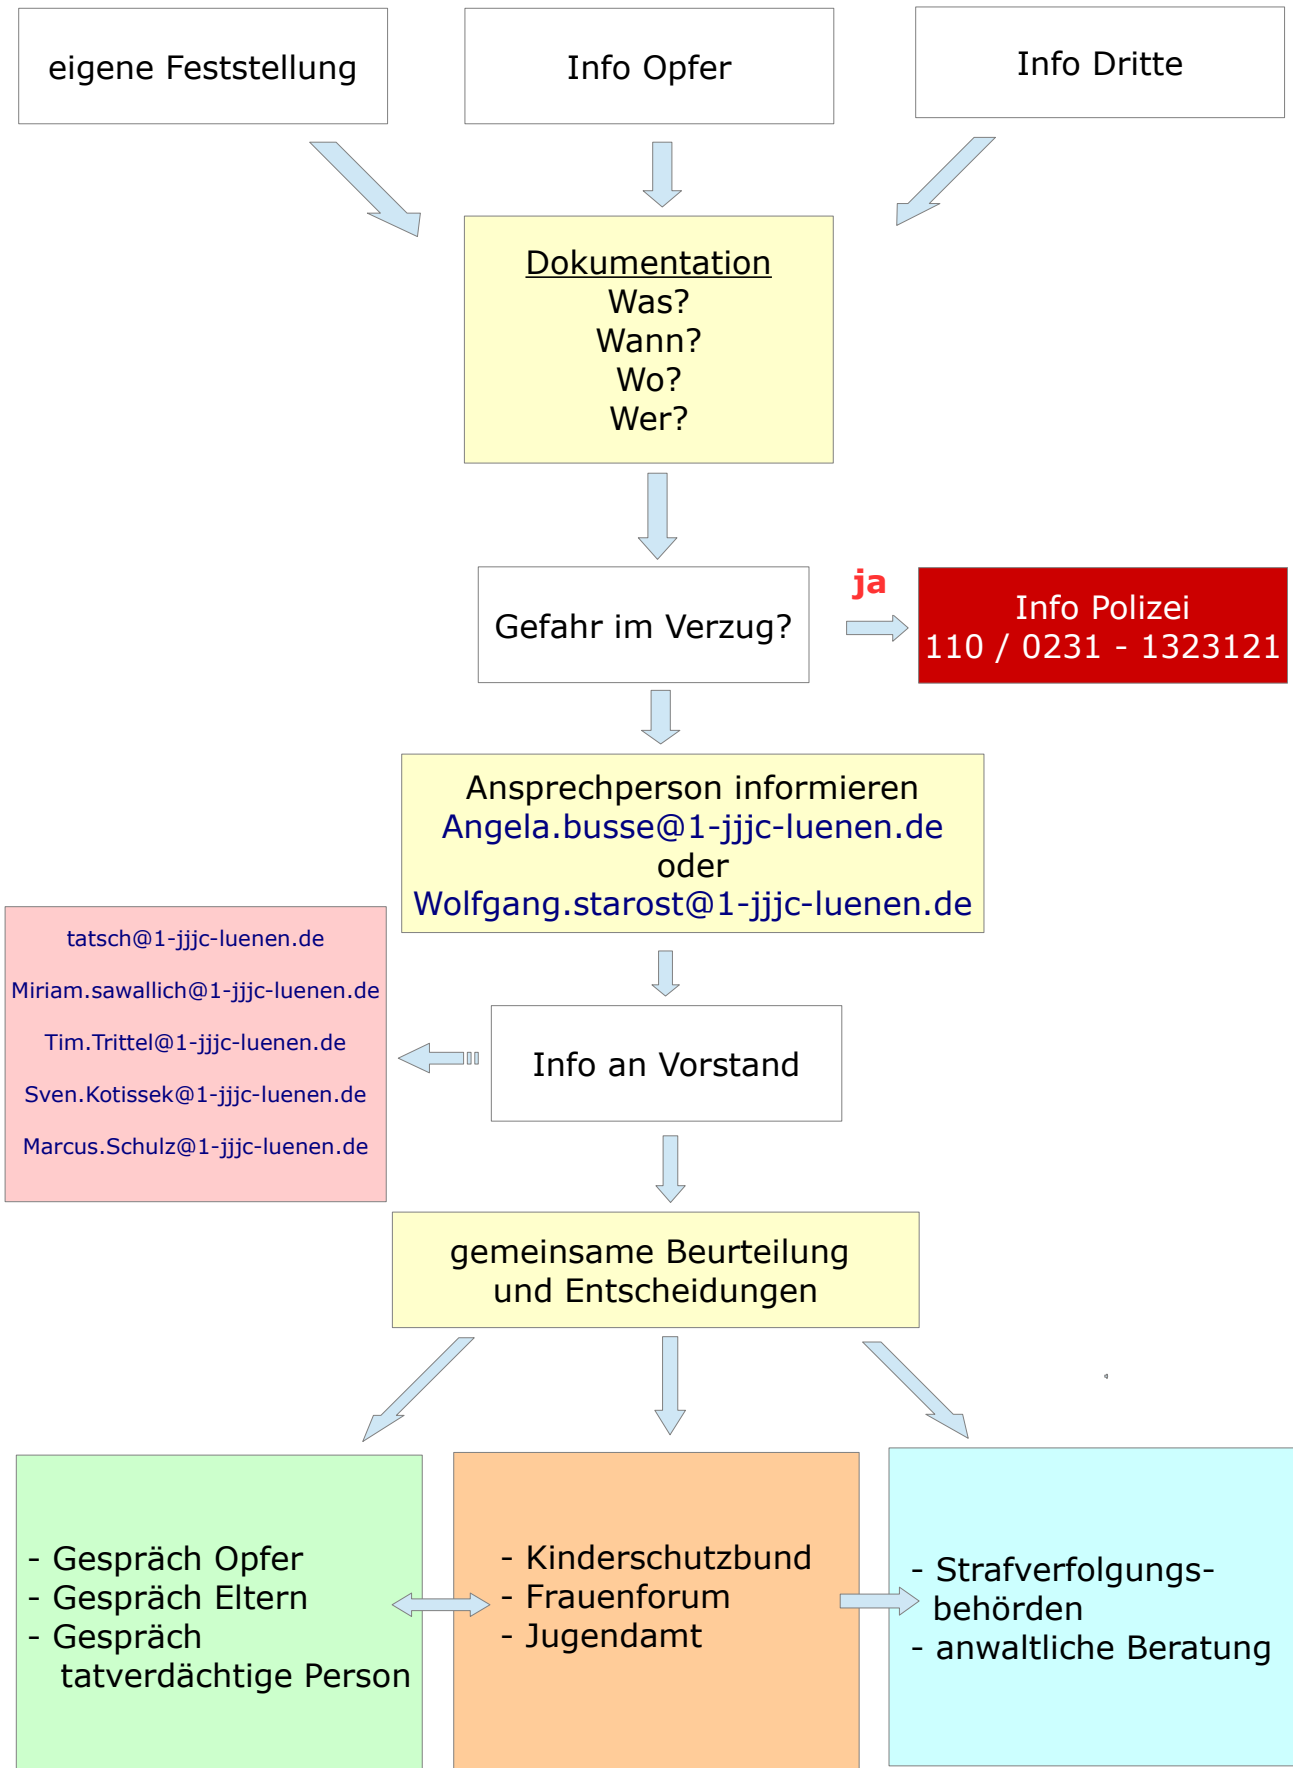 eigene Feststellung
Info Opfer
Info Dritte
Dokumentation
Was?
Wann?
Wo?
Wer?
Gefahr im Verzug?
ja
Info Polizei
110 / 0231 - 1323121
Ansprechperson informieren
Angela.busse@1-jjjc-luenen.de
oder
Wolfgang.starost@1-jjjc-luenen.de
tatsch@1-jjjc-luenen.de
Miriam.sawallich@1-jjjc-luenen.de
Tim.Trittel@1-jjjc-luenen.de
Sven.Kotissek@1-jjjc-luenen.de
Marcus.Schulz@1-jjjc-luenen.de
Info an Vorstand
gemeinsame Beurteilung
und Entscheidungen
- Gespräch Opfer
- Gespräch Eltern
- Gespräch
tatverdächtige Person
- Kinderschutzbund
- Frauenforum
- Jugendamt
- Strafverfolgungs-
behörden
- anwaltliche Beratung